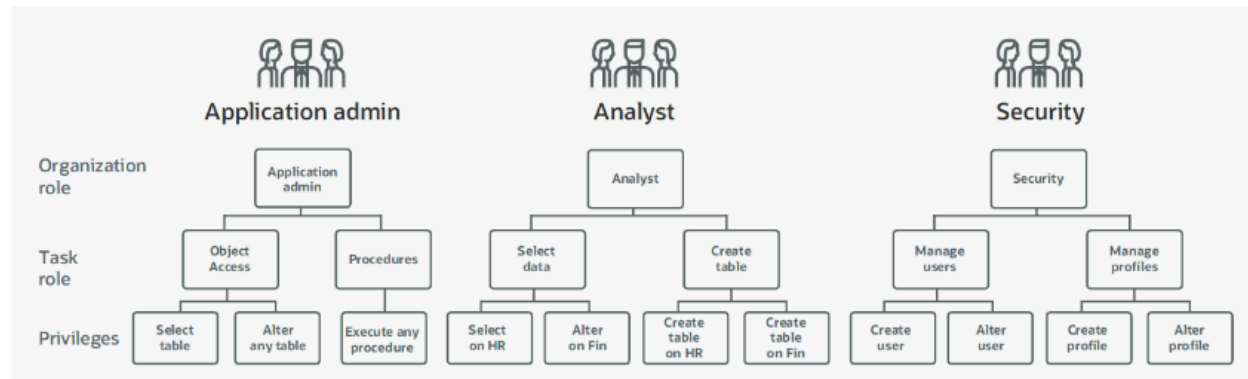 Application admin
Analyst
Security
Organization
role
Application
admin
Analyst
Security
Task
role
Object
Access
Procedures
Select
data
Create
table
Manage
users
Manage
profiles
Privileges
Select
table
Alter
any table
Execute any
procedure
Select
on HR
Alter
on Fin
Create
table
on HR
Create
table
on Fin
Create
user
Alter
user
Create
profile
Alter
profile